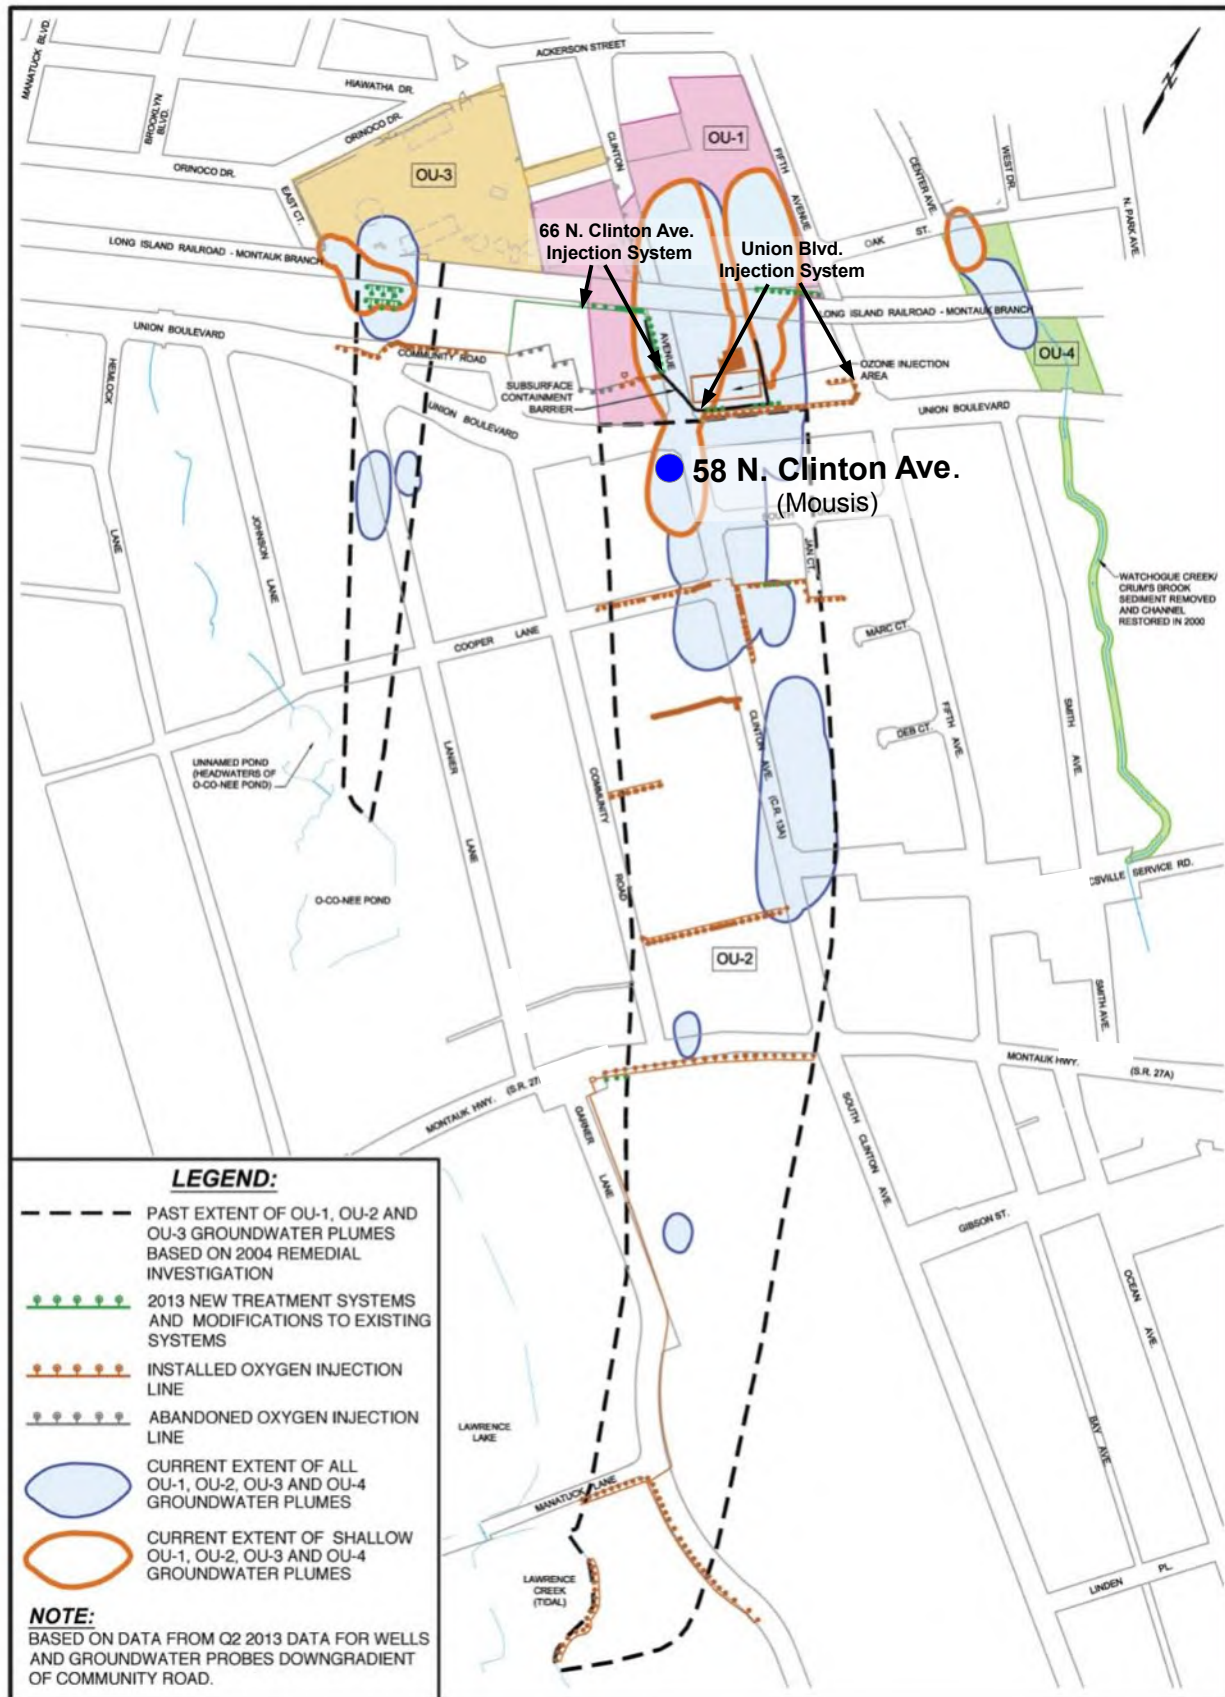 MANATUCK BLVD.
BROOKLYN
BLVD.
ACKERSON STREET
HIAWATHA DR.
ORINOCO DR.
ORINOCO DR.
EAST CT.
OU-3
CLINTON
OU-1
FIFTH
AVENUE
CENTER AVE.
WEST DR.
N. PARK AVE.
OAK ST.
N
LONG ISLAND RAILROAD - MONTAUK BRANCH
66 N. Clinton Ave.
Injection System
Union Blvd.
Injection System
LONG ISLAND RAILROAD - MONTAUK BRANCH
UNION BOULEVARD
COMMUNITY ROAD
AVENUE
OU-4
HEMLOCK
LANE
SUBSURFACE
CONTAINMENT
BARRIER
OZONE INJECTION
AREA
UNION BOULEVARD
UNION BOULEVARD
58 N. Clinton Ave.
(Mousis)
SOUTH
JAN CT.
JOHNSON
LANE
WATCHOGUE CREEK/
CRUM'S BROOK
SEDIMENT REMOVED
AND CHANNEL
RESTORED IN 2000
COOPER LANE
MARC CT.
DEB CT.
FIFTH AVE.
SMITH AVE.
UNNAMED POND
(HEADWATERS OF
O-CO-NEE POND)
LANIER
LANE
COMMUNITY
ROAD
CLINTON AVE. (C.R. 13A)
O-CO-NEE POND
CSVILLE SERVICE RD.
OU-2
SMITH AVE.
MONTAUK HWY. (S.R. 27A)
MONTAUK HWY. (S.R. 27
GARNER
LANE
SOUTH CLINTON AVE.
GIBSON ST.
OCEAN AVE.
BAY AVE.
LINDEN PL.
LAWRENCE
LAKE
MANATUCK LANE
LAWRENCE
CREEK
(TIDAL)
LEGEND:
PAST EXTENT OF OU-1, OU-2 AND
OU-3 GROUNDWATER PLUMES
BASED ON 2004 REMEDIAL
INVESTIGATION
2013 NEW TREATMENT SYSTEMS
AND MODIFICATIONS TO EXISTING
SYSTEMS
INSTALLED OXYGEN INJECTION
LINE
ABANDONED OXYGEN INJECTION
LINE
CURRENT EXTENT OF ALL
OU-1, OU-2, OU-3 AND OU-4
GROUNDWATER PLUMES
CURRENT EXTENT OF SHALLOW
OU-1, OU-2, OU-3 AND OU-4
GROUNDWATER PLUMES
NOTE:
BASED ON DATA FROM Q2 2013 DATA FOR WELLS
AND GROUNDWATER PROBES DOWNGRADIENT
OF COMMUNITY ROAD.